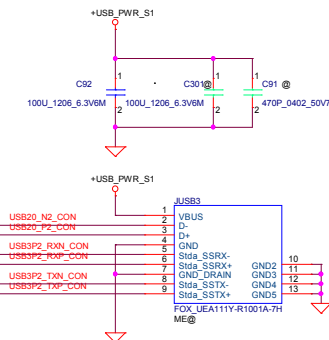 +USB_PWR_S1
C92
C301@
C91 @
1
1
1
2
2
2
100U_1206_6.3V6M
100U_1206_6.3V6M
470P_0402_50V7
+USB_PWR_S1
JUSB3
1 VBUS
USB20_N2_CON 2 D-
USB20_P2_CON 3 D+
4 GND
USB3P2_RXN_CON 5 Stda_SSRX-
USB3P2_RXP_CON 6 Stda_SSRX+ GND2 10
7 GND_DRAIN GND3 11
USB3P2_TXN_CON 8 Stda_SSTX- GND4 12
USB3P2_TXP_CON 9 Stda_SSTX+ GND5 13
FOX_UEA111Y-R1001A-7H
ME@